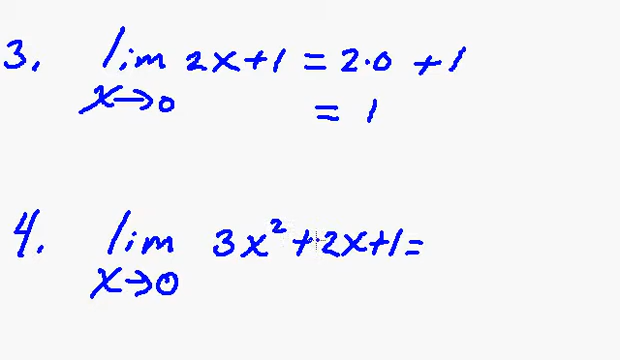 3. lim 2x+1 = 2·0 +1
x→0 = 1
4. lim 3x²+2x+1=
x→0